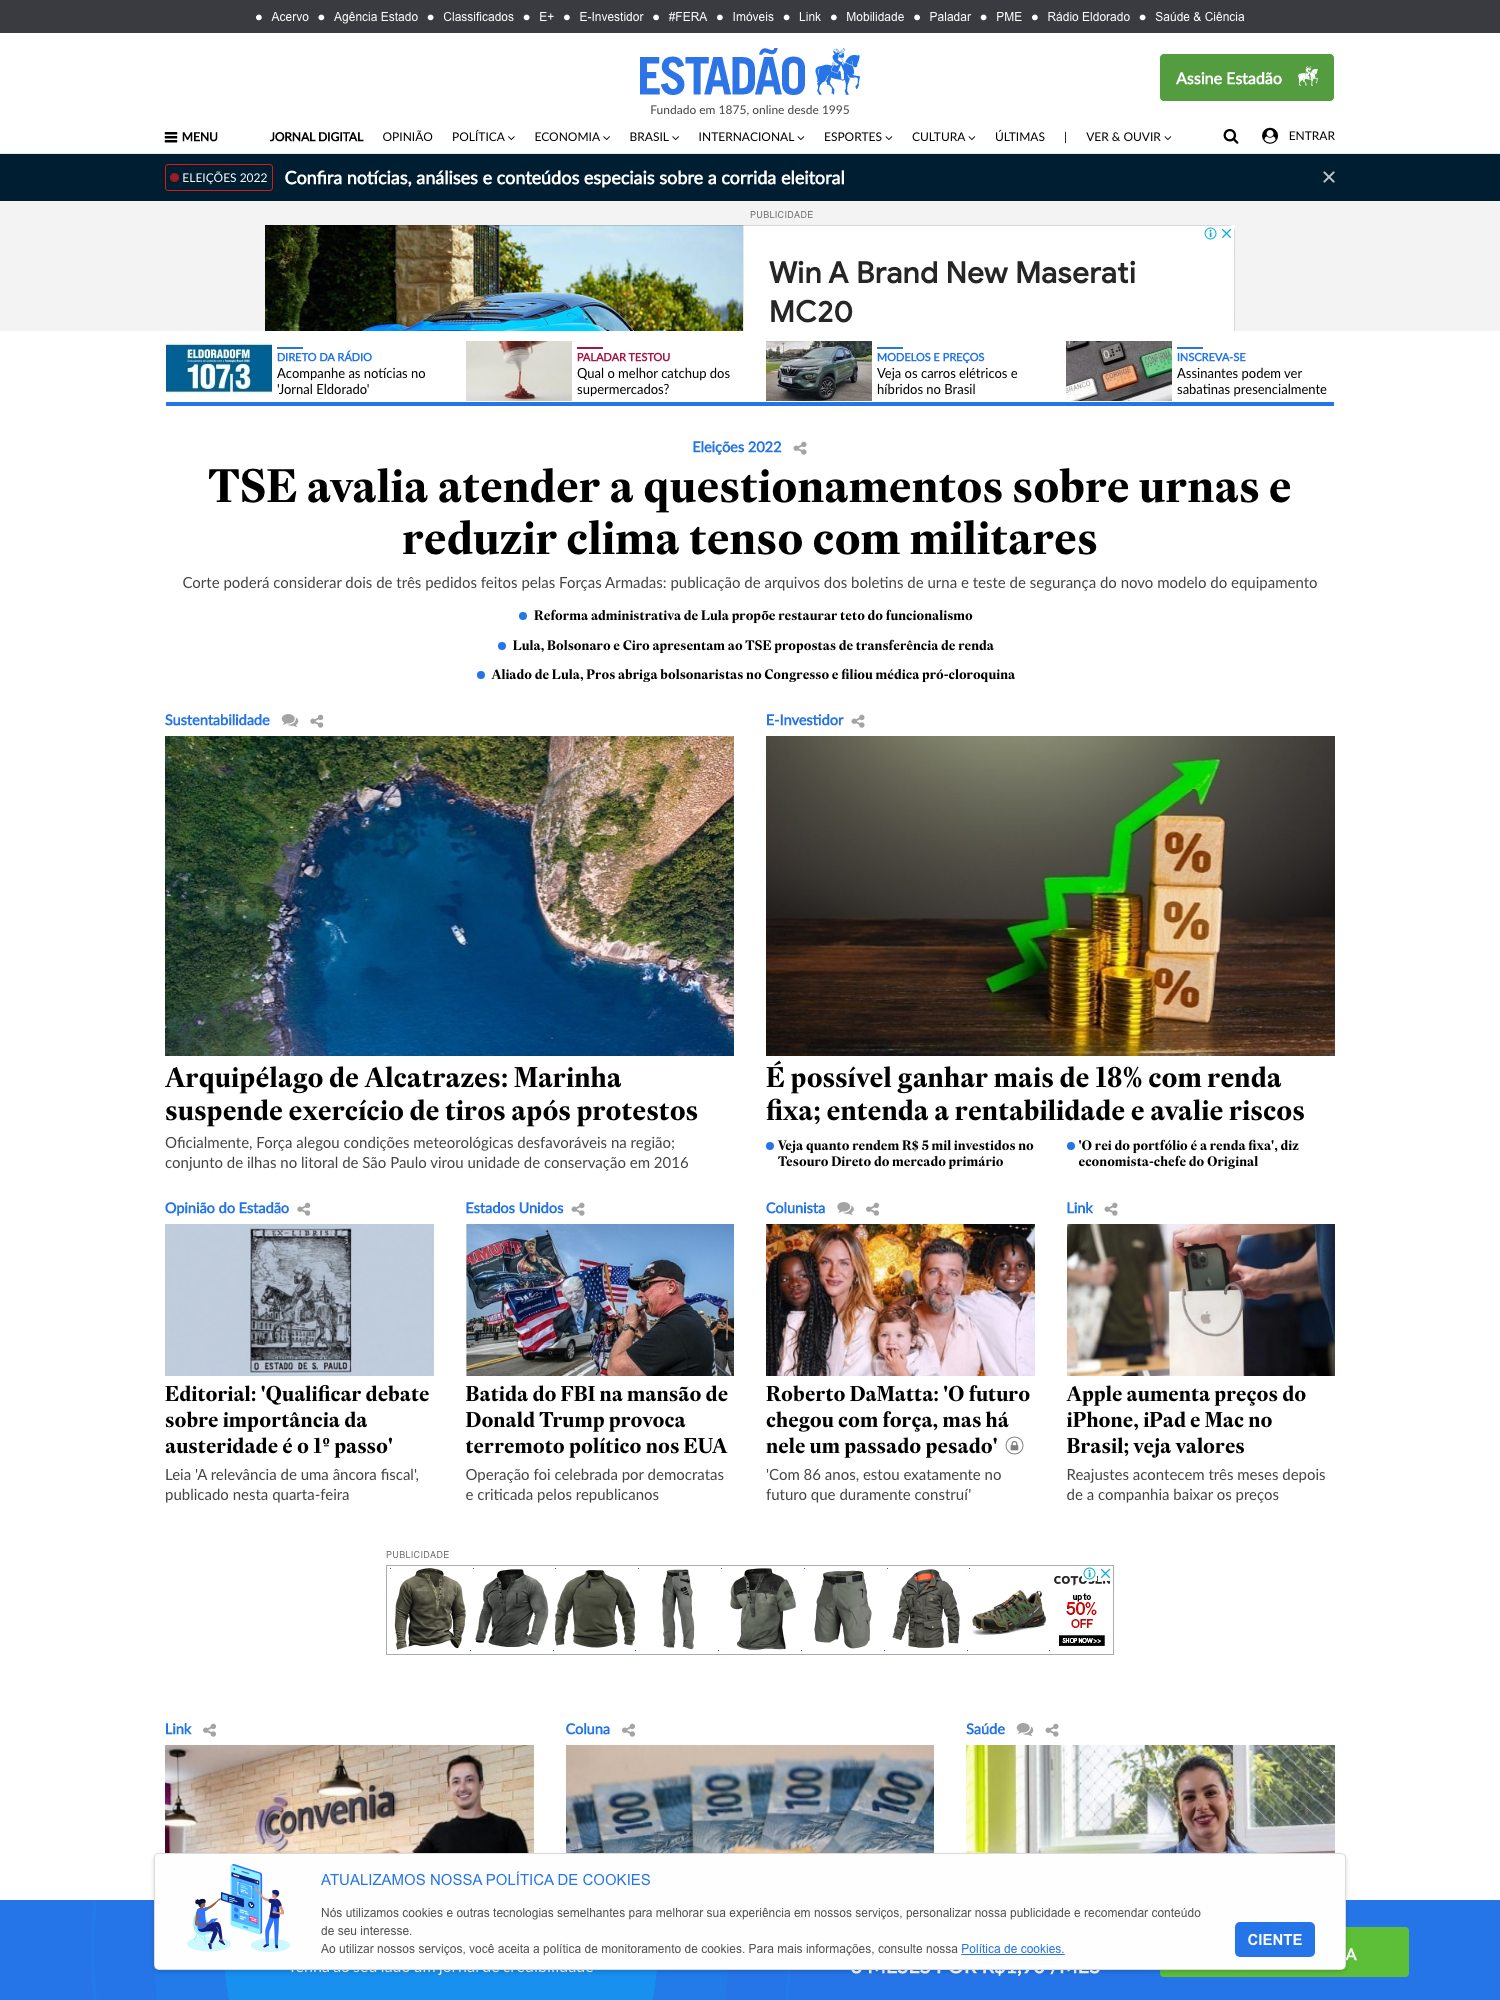 Acervo Agência Estado Classificados E+ E-Investidor #FERA Imóveis Link Mobilidade Paladar PME Rádio Eldorado Saúde & Ciência
ESTADÃO
Fundado em 1875, online desde 1995
Assine Estadão
MENU JORNAL DIGITAL OPINIÃO POLÍTICA ECONOMIA BRASIL INTERNACIONAL ESPORTES CULTURA ÚLTIMAS | VER & OUVIR ENTRAR
ELEIÇÕES 2022 Confira notícias, análises e conteúdos especiais sobre a corrida eleitoral
PUBLICIDADE
Win A Brand New Maserati
MC20
ELDORADOFM
107,3
DIRETO DA RÁDIO
Acompanhe as notícias no
'Jornal Eldorado'
PALADAR TESTOU
Qual o melhor catchup dos
supermercados?
MODELOS E PREÇOS
Veja os carros elétricos e
híbridos no Brasil
BRANCO
CONFIRMA
INSCREVA-SE
Assinantes podem ver
sabatinas presencialmente
Eleições 2022
TSE avalia atender a questionamentos sobre urnas e
reduzir clima tenso com militares
Corte poderá considerar dois de três pedidos feitos pelas Forças Armadas: publicação de arquivos dos boletins de urna e teste de segurança do novo modelo do equipamento
Reforma administrativa de Lula propõe restaurar teto do funcionalismo
Lula, Bolsonaro e Ciro apresentam ao TSE propostas de transferência de renda
Aliado de Lula, Pros abriga bolsonaristas no Congresso e filiou médica pró-cloroquina
Sustentabilidade
Arquipélago de Alcatrazes: Marinha
suspende exercício de tiros após protestos
Oficialmente, Força alegou condições meteorológicas desfavoráveis na região;
conjunto de ilhas no litoral de São Paulo virou unidade de conservação em 2016
E-Investidor
%
%
%
É possível ganhar mais de 18% com renda
fixa; entenda a rentabilidade e avalie riscos
Veja quanto rendem R$ 5 mil investidos no
Tesouro Direto do mercado primário
'O rei do portfólio é a renda fixa', diz
economista-chefe do Original
Opinião do Estadão
EX-LIBRIS
O ESTADO DE S. PAULO
Editorial: 'Qualificar debate
sobre importância da
austeridade é o 1º passo'
Leia 'A relevância de uma âncora fiscal',
publicado nesta quarta-feira
Estados Unidos
Batida do FBI na mansão de
Donald Trump provoca
terremoto político nos EUA
Operação foi celebrada por democratas
e criticada pelos republicanos
Colunista
Roberto DaMatta: 'O futuro
chegou com força, mas há
nele um passado pesado'
'Com 86 anos, estou exatamente no
futuro que duramente construí'
Link
Apple aumenta preços do
iPhone, iPad e Mac no
Brasil; veja valores
Reajustes acontecem três meses depois
de a companhia baixar os preços
PUBLICIDADE
COTOSEN
up to
50%
OFF
SHOP NOW>>
Link
convenia
Coluna
100 100 100 100
Saúde
ATUALIZAMOS NOSSA POLÍTICA DE COOKIES
Nós utilizamos cookies e outras tecnologias semelhantes para melhorar sua experiência em nossos serviços, personalizar nossa publicidade e recomendar conteúdo
de seu interesse.
Ao utilizar nossos serviços, você aceita a política de monitoramento de cookies. Para mais informações, consulte nossa Política de cookies.
CIENTE
A